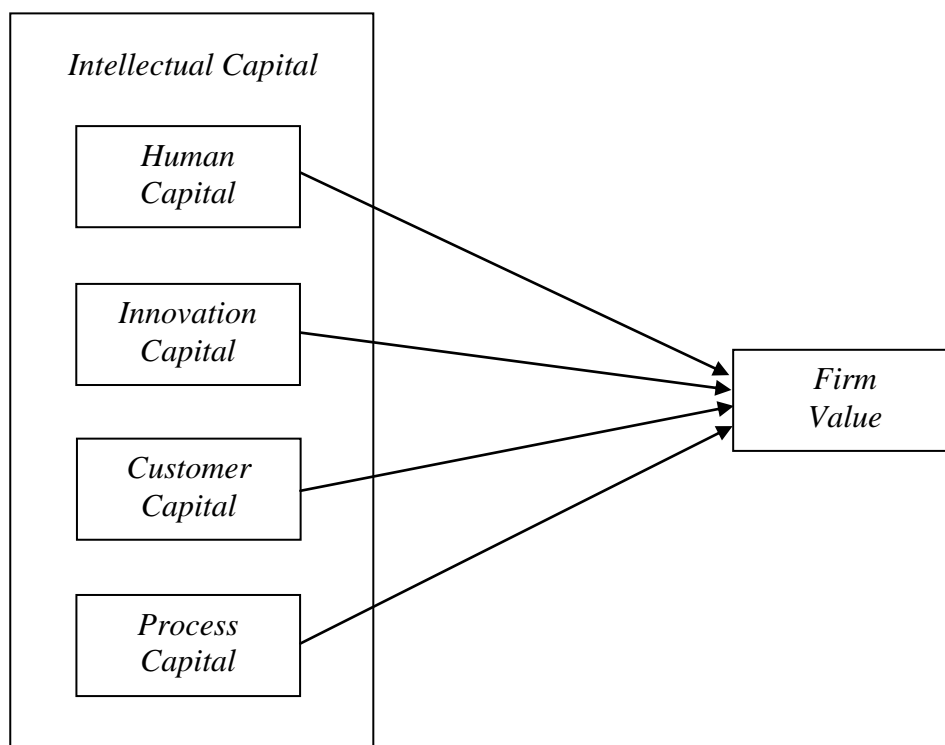 Intellectual Capital
Human
Capital
Innovation
Capital
Customer
Capital
Process
Capital
Firm
Value